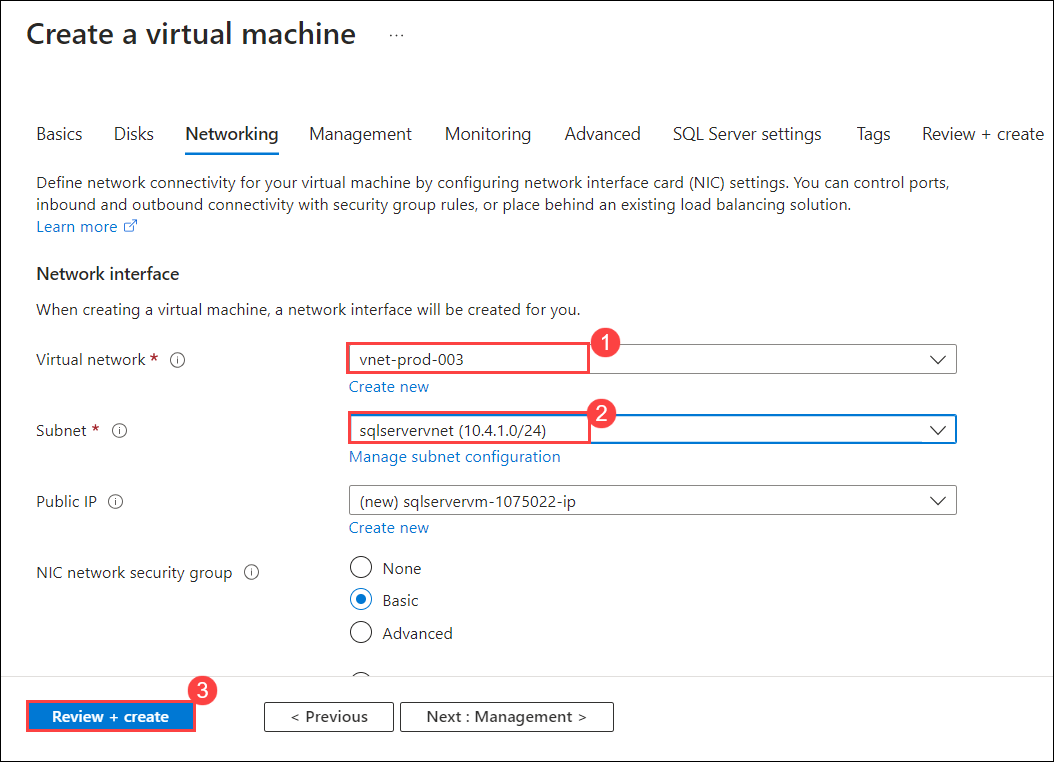 Create a virtual machine ...
Basics Disks Networking Management Monitoring Advanced SQL Server settings Tags Review + create
Define network connectivity for your virtual machine by configuring network interface card (NIC) settings. You can control ports,
inbound and outbound connectivity with security group rules, or place behind an existing load balancing solution.
Learn more
Network interface
When creating a virtual machine, a network interface will be created for you.
1
Virtual network * vnet-prod-003
Create new
2
Subnet * sqlservervnet (10.4.1.0/24)
Manage subnet configuration
Public IP (new) sqlservervm-1075022-ip
Create new
NIC network security group None
Basic
Advanced
3
Review + create < Previous Next : Management >